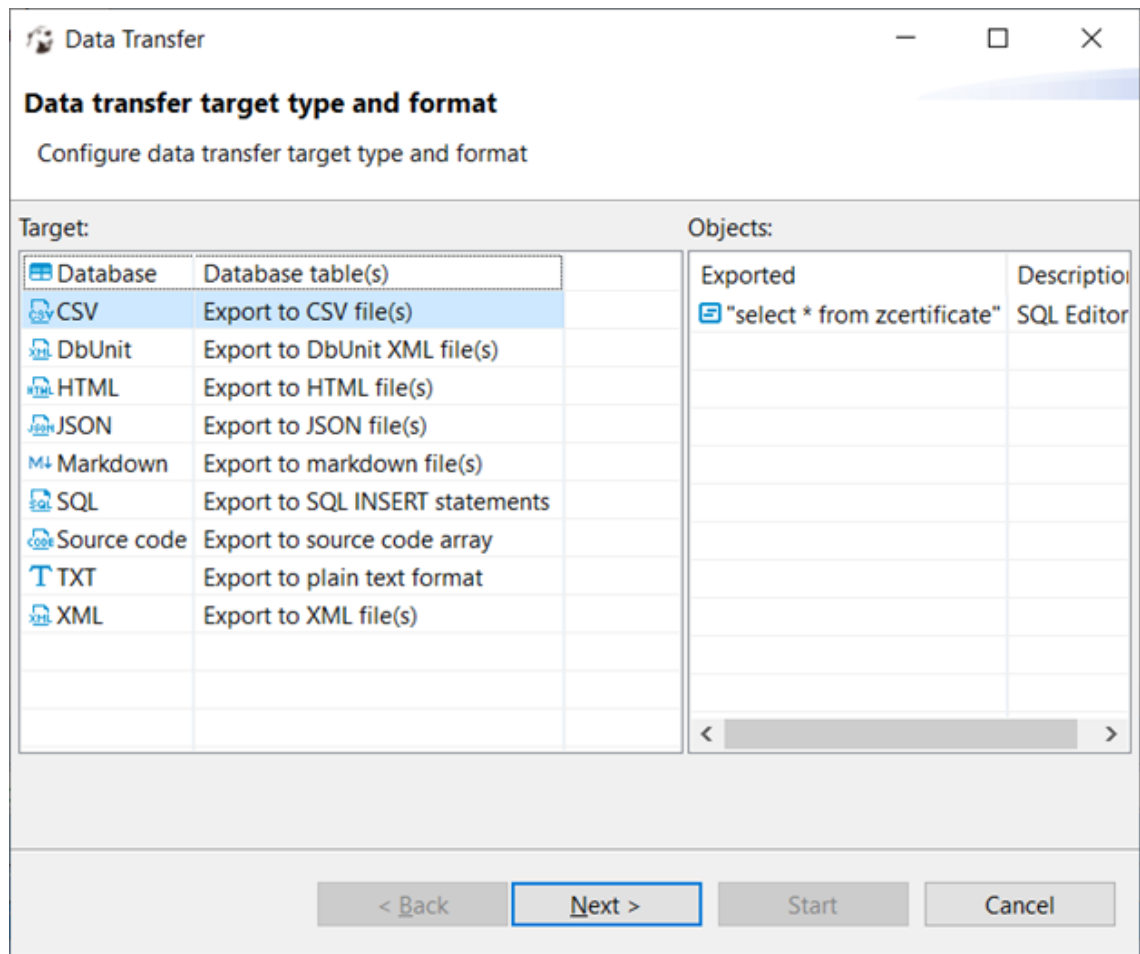 Data Transfer
Data transfer target type and format
Configure data transfer target type and format
Target:
Database Database table(s)
CSV Export to CSV file(s)
DbUnit Export to DbUnit XML file(s)
HTML Export to HTML file(s)
JSON Export to JSON file(s)
Markdown Export to markdown file(s)
SQL Export to SQL INSERT statements
Source code Export to source code array
TXT Export to plain text format
XML Export to XML file(s)
Objects:
Exported Description
"select * from zcertificate" SQL Editor
< Back Next > Start Cancel